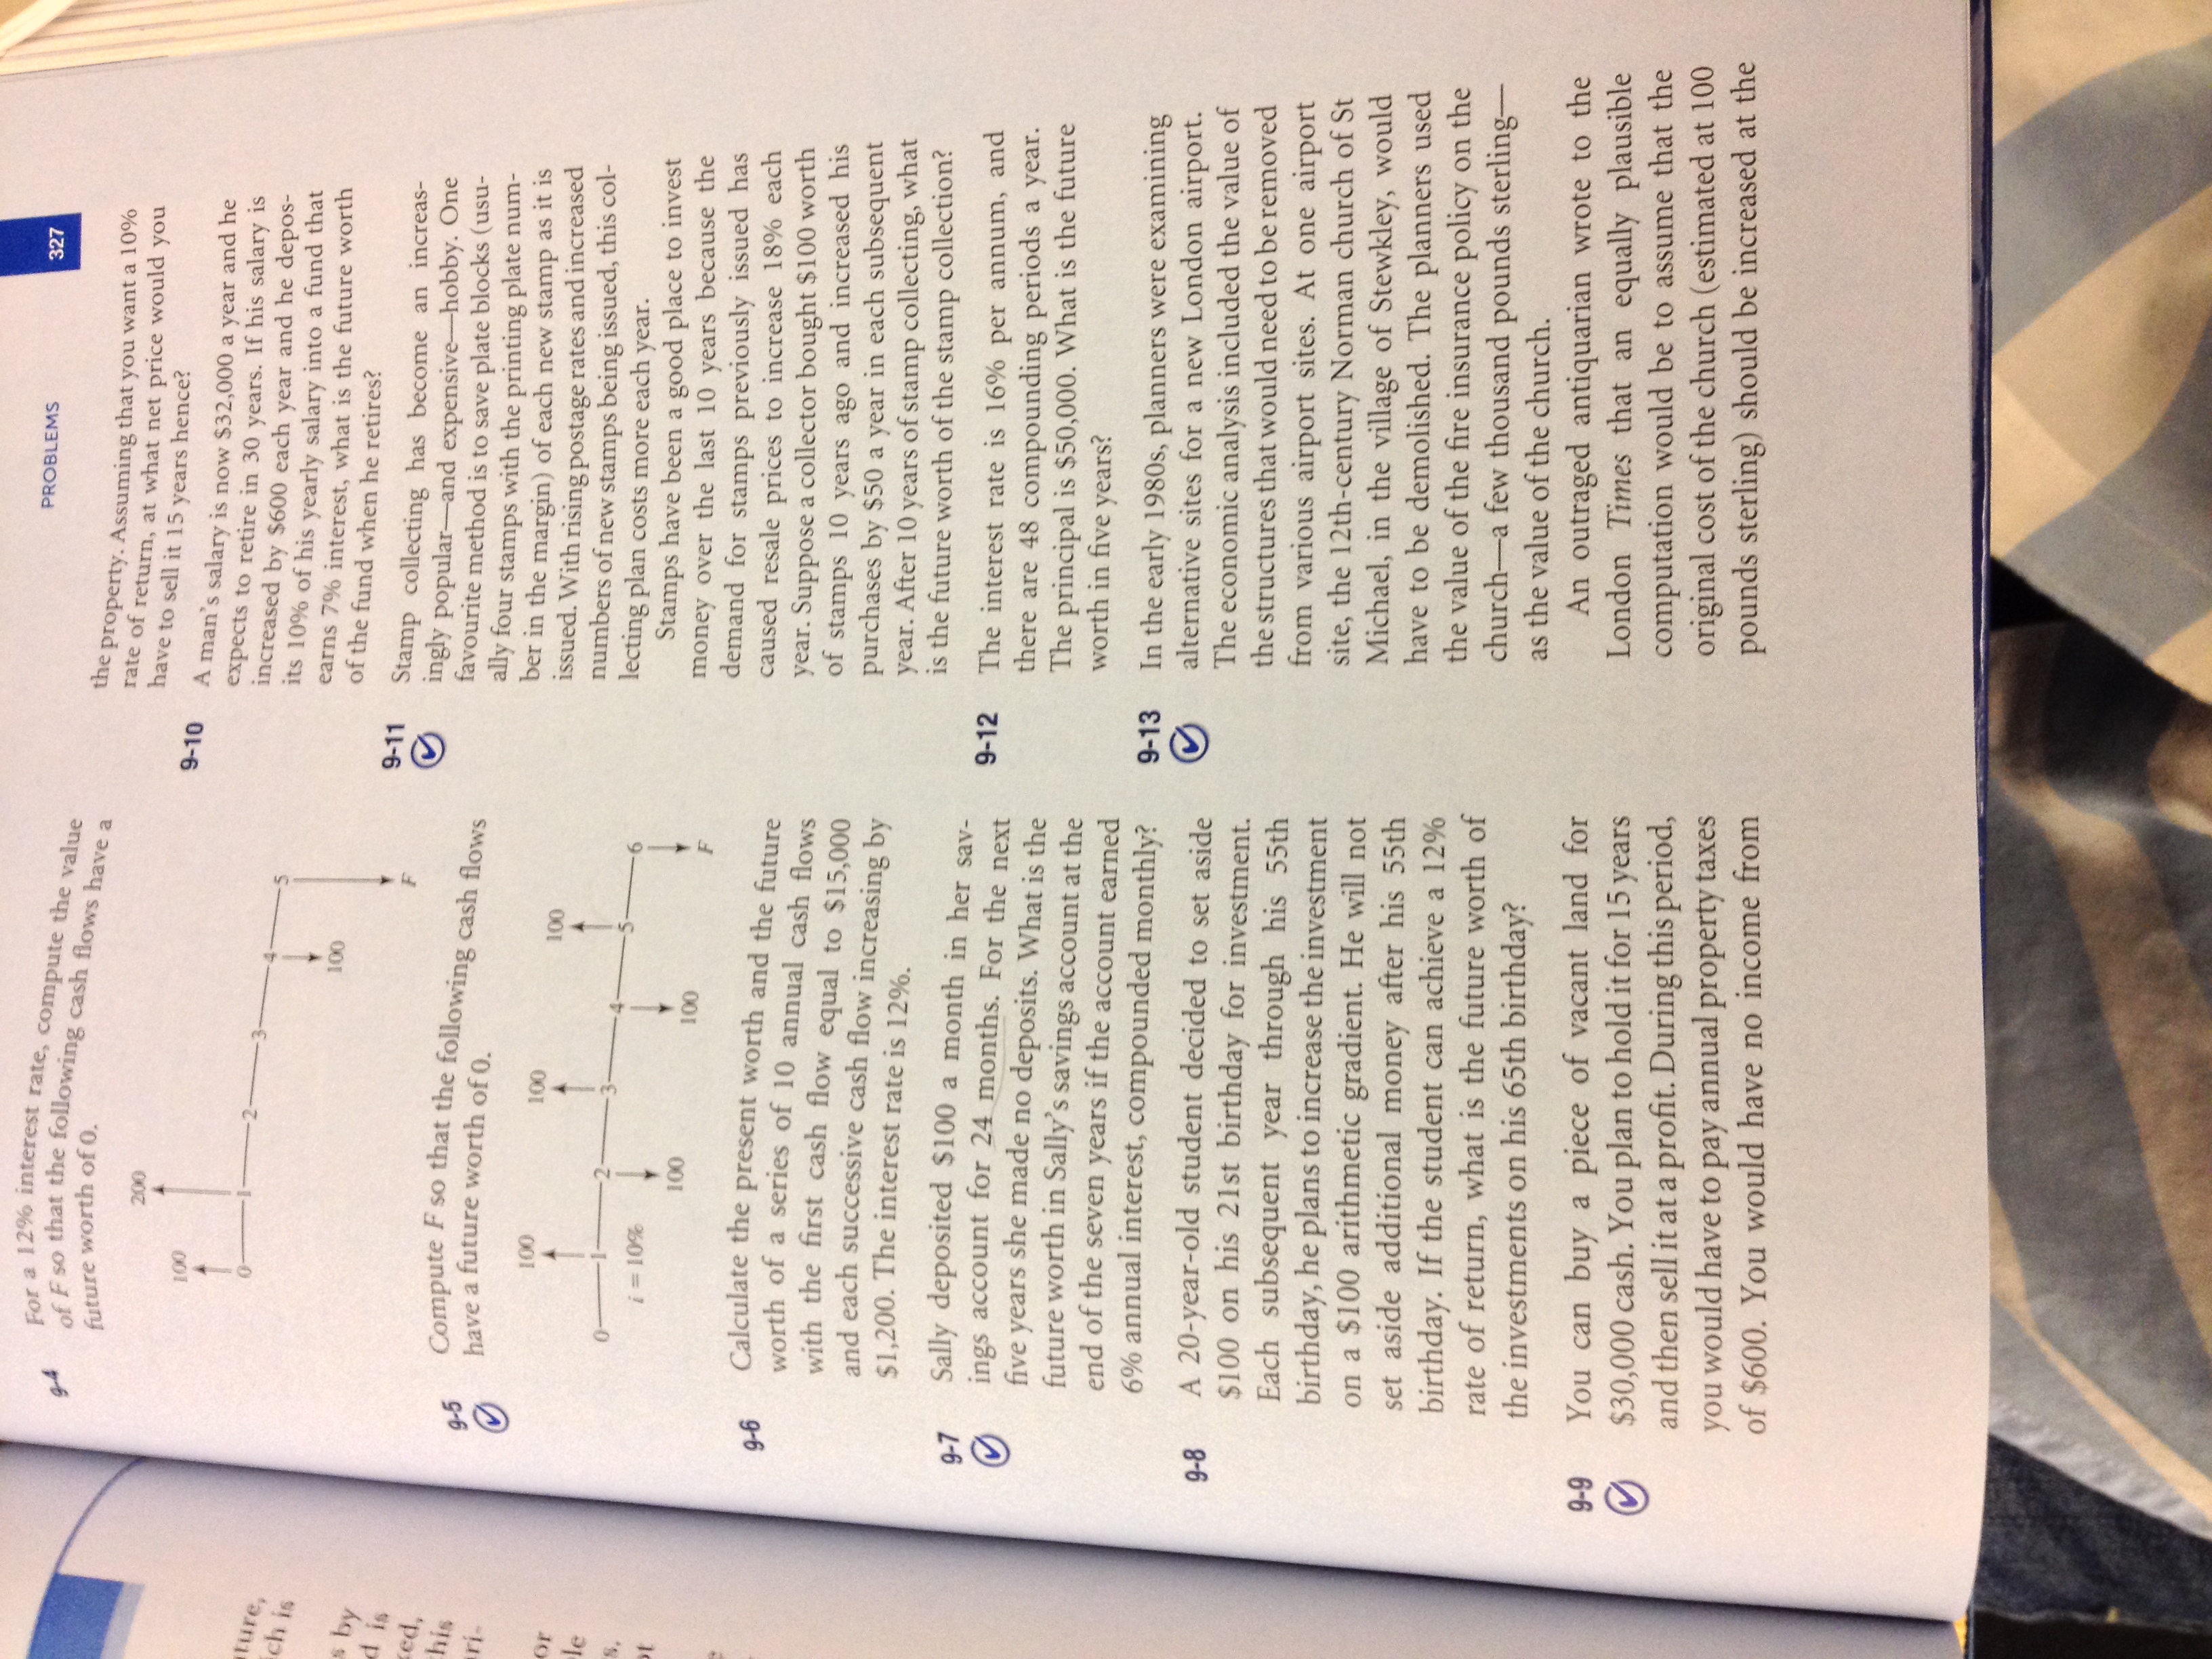 9-4 For a 12% interest rate, compute the value
of F so that the following cash flows have a
future worth of 0.
200
100
0 1 2 3 4 5
100
F
9-5 Compute F so that the following cash flows
have a future worth of 0.
100 100 100
0 1 2 3 4 5 6
i = 10%
100 100 F
9-6 Calculate the present worth and the future
worth of a series of 10 annual cash flows
with the first cash flow equal to $15,000
and each successive cash flow increasing by
$1,200. The interest rate is 12%.
9-7 Sally deposited $100 a month in her sav-
ings account for 24 months. For the next
five years she made no deposits. What is the
future worth in Sally's savings account at the
end of the seven years if the account earned
6% annual interest, compounded monthly?
9-8 A 20-year-old student decided to set aside
$100 on his 21st birthday for investment.
Each subsequent year through his 55th
birthday, he plans to increase the investment
on a $100 arithmetic gradient. He will not
set aside additional money after his 55th
birthday. If the student can achieve a 12%
rate of return, what is the future worth of
the investments on his 65th birthday?
9-9 You can buy a piece of vacant land for
$30,000 cash. You plan to hold it for 15 years
and then sell it at a profit. During this period,
you would have to pay annual property taxes
of $600. You would have no income from
PROBLEMS 327
the property. Assuming that you want a 10%
rate of return, at what net price would you
have to sell it 15 years hence?
9-10 A man's salary is now $32,000 a year and he
expects to retire in 30 years. If his salary is
increased by $600 each year and he depos-
its 10% of his yearly salary into a fund that
earns 7% interest, what is the future worth
of the fund when he retires?
9-11 Stamp collecting has become an increas-
ingly popular—and expensive—hobby. One
favourite method is to save plate blocks (usu-
ally four stamps with the printing plate num-
ber in the margin) of each new stamp as it is
issued. With rising postage rates and increased
numbers of new stamps being issued, this col-
lecting plan costs more each year.
Stamps have been a good place to invest
money over the last 10 years because the
demand for stamps previously issued has
caused resale prices to increase 18% each
year. Suppose a collector bought $100 worth
of stamps 10 years ago and increased his
purchases by $50 a year in each subsequent
year. After 10 years of stamp collecting, what
is the future worth of the stamp collection?
9-12 The interest rate is 16% per annum, and
there are 48 compounding periods a year.
The principal is $50,000. What is the future
worth in five years?
9-13 In the early 1980s, planners were examining
alternative sites for a new London airport.
The economic analysis included the value of
the structures that would need to be removed
from various airport sites. At one airport
site, the 12th-century Norman church of St
Michael, in the village of Stewkley, would
have to be demolished. The planners used
the value of the fire insurance policy on the
church—a few thousand pounds sterling—
as the value of the church.
An outraged antiquarian wrote to the
London Times that an equally plausible
computation would be to assume that the
original cost of the church (estimated at 100
pounds sterling) should be increased at the